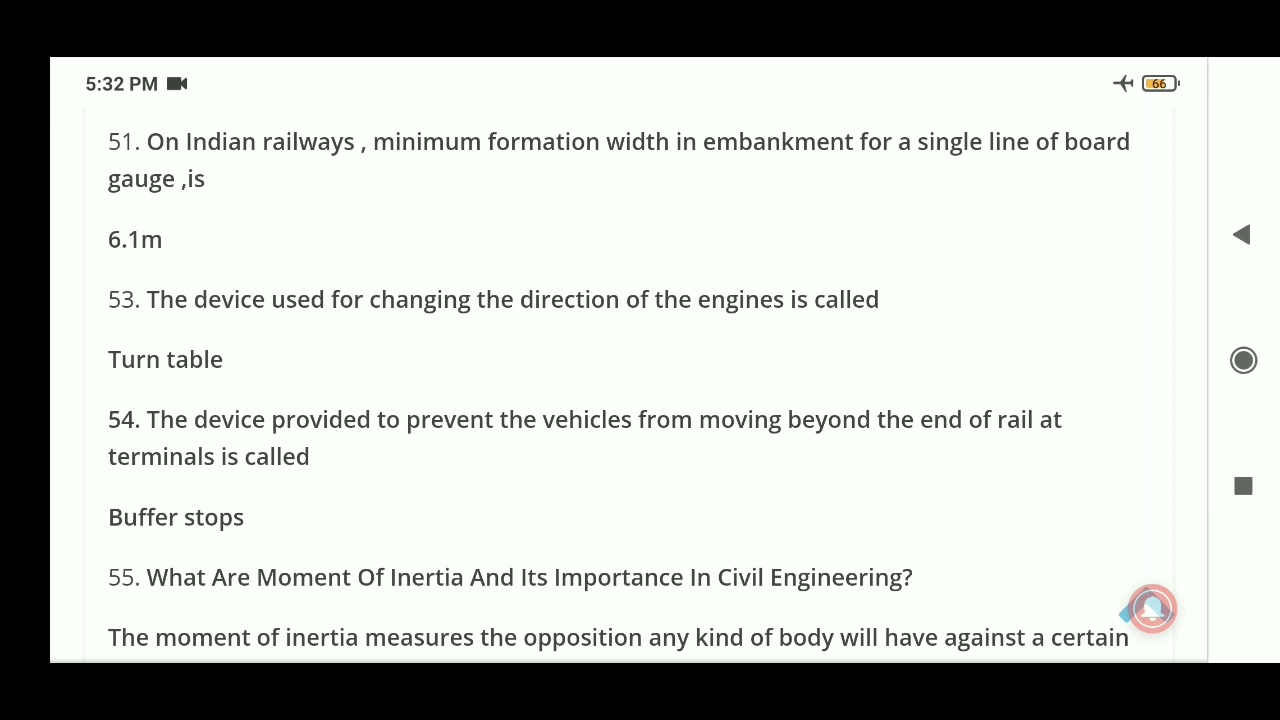 5:32 PM
66
51. On Indian railways , minimum formation width in embankment for a single line of board
gauge ,is
6.1m
53. The device used for changing the direction of the engines is called
Turn table
54. The device provided to prevent the vehicles from moving beyond the end of rail at
terminals is called
Buffer stops
55. What Are Moment Of Inertia And Its Importance In Civil Engineering?
The moment of inertia measures the opposition any kind of body will have against a certain